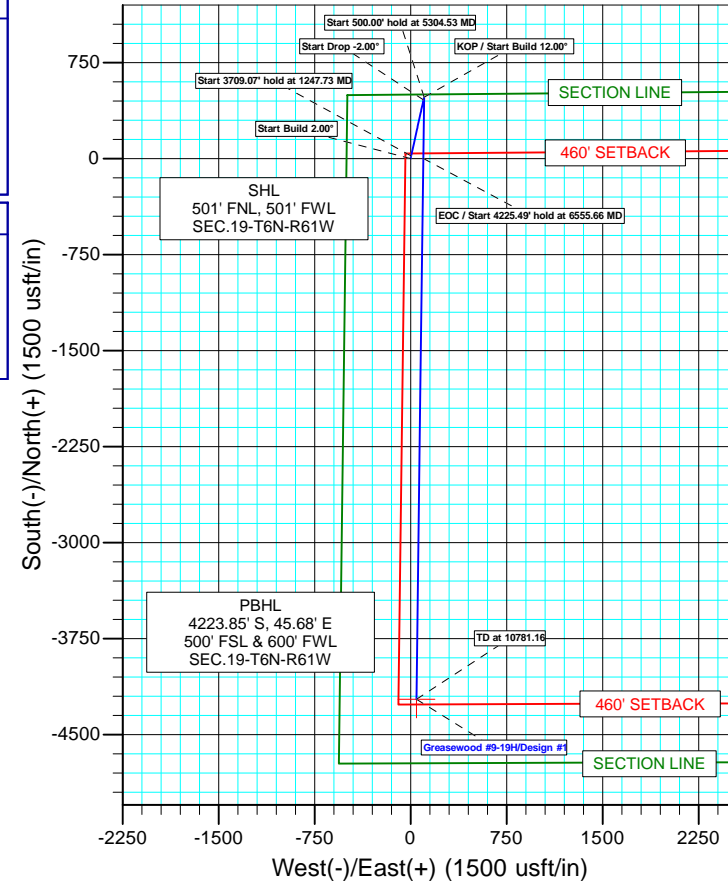 Start 500.00' hold at 5304.53 MD
Start Drop -2.00°
KOP / Start Build 12.00°
Start 3709.07' hold at 1247.73 MD
Start Build 2.00°
SECTION LINE
460' SETBACK
SHL
501' FNL, 501' FWL
SEC.19-T6N-R61W
EOC / Start 4225.49' hold at 6555.66 MD
PBHL
4223.85' S, 45.68' E
500' FSL & 600' FWL
SEC.19-T6N-R61W
TD at 10781.16
460' SETBACK
Greasewood #9-19H/Design #1
SECTION LINE
South(-)/North(+) (1500 usft/in)
750
0
-750
-1500
-2250
-3000
-3750
-4500
-2250 -1500 -750 0 750 1500 2250
West(-)/East(+) (1500 usft/in)